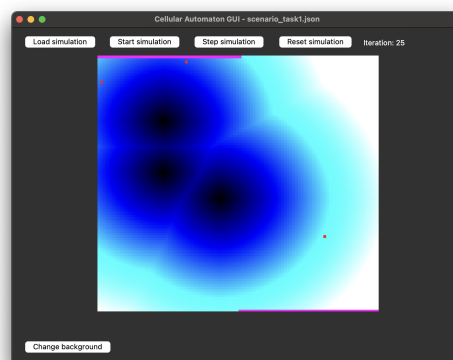 Cellular Automaton GUI - scenario_task1.json
Load simulation Start simulation Step simulation Reset simulation Iteration: 25
Change background